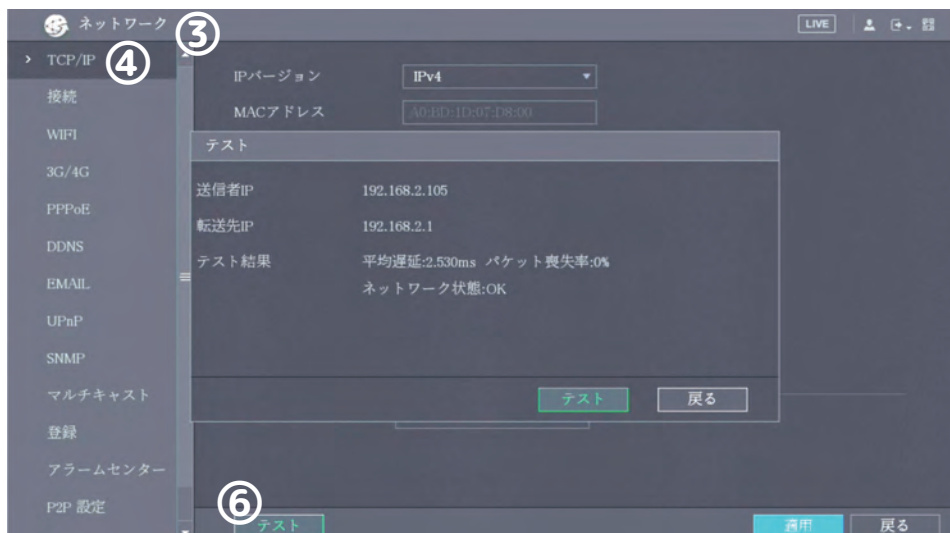 ネットワーク ③ LIVE
TCP/IP ④
接続
WIFI
3G/4G
PPPoE
DDNS
EMAIL
UPnP
SNMP
マルチキャスト
登録
アラームセンター
P2P 設定
IPバージョン IPv4
MACアドレス A0:BD:1D:07:D8:00
テスト
送信者IP 192.168.2.105
転送先IP 192.168.2.1
テスト結果 平均遅延:2.530ms パケット喪失率:0%
ネットワーク状態:OK
テスト 戻る
⑥
テスト 適用 戻る